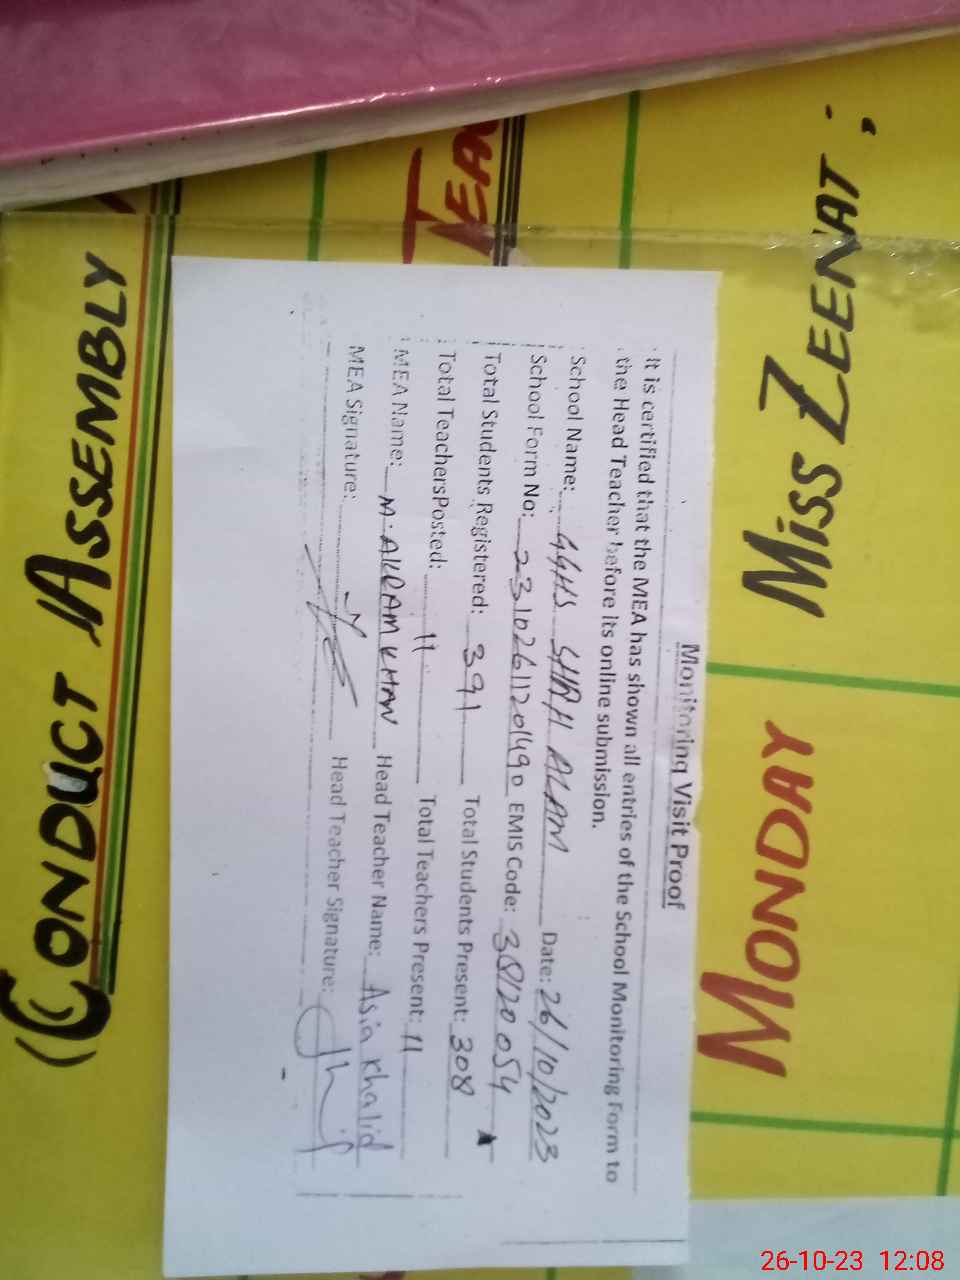 MONDAY
MISS ZEENAT:
CONDUCT ASSEMBLY
Monitoring Visit Proof
It is certified that the MEA has shown all entries of the School Monitoring Form to
the Head Teacher before its online submission.
School Name: GGHS SHAH ALAM Date: 26/10/2023
School Form No: 23102611201490 EMIS Code: 38120054
Total Students Registered: 391 Total Students Present: 308
Total TeachersPosted: 11 Total Teachers Present: 11
MEA Name: M. AKRAM KHAN Head Teacher Name: Asia Khalid
MEA Signature: Head Teacher Signature:
26-10-23 12:08